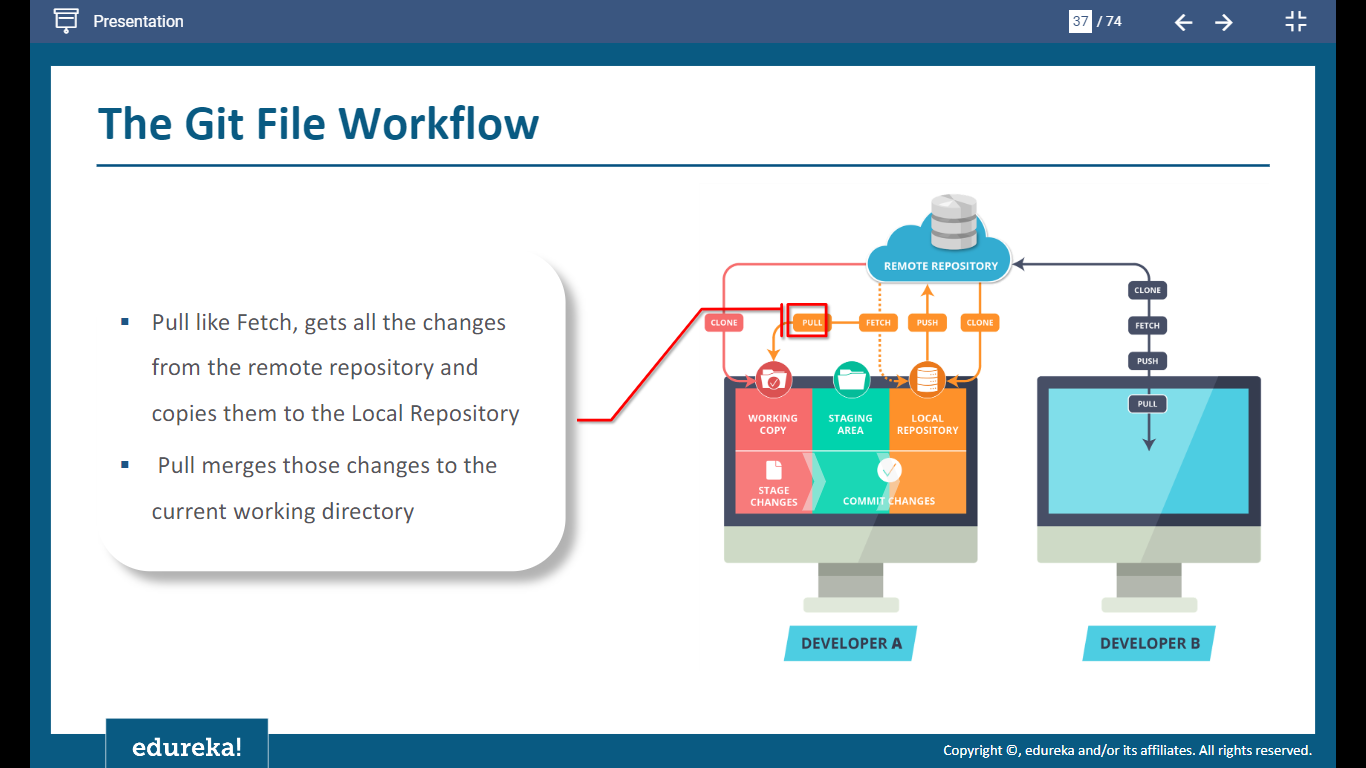 Presentation
37 / 74
The Git File Workflow
▪ Pull like Fetch, gets all the changes
from the remote repository and
copies them to the Local Repository
▪ Pull merges those changes to the
current working directory
REMOTE REPOSITORY
CLONE
PULL
FETCH
PUSH
CLONE
WORKING
COPY
STAGING
AREA
LOCAL
REPOSITORY
STAGE
CHANGES
COMMIT CHANGES
DEVELOPER A
CLONE
FETCH
PUSH
PULL
DEVELOPER B
edureka!
Copyright ©, edureka and/or its affiliates. All rights reserved.